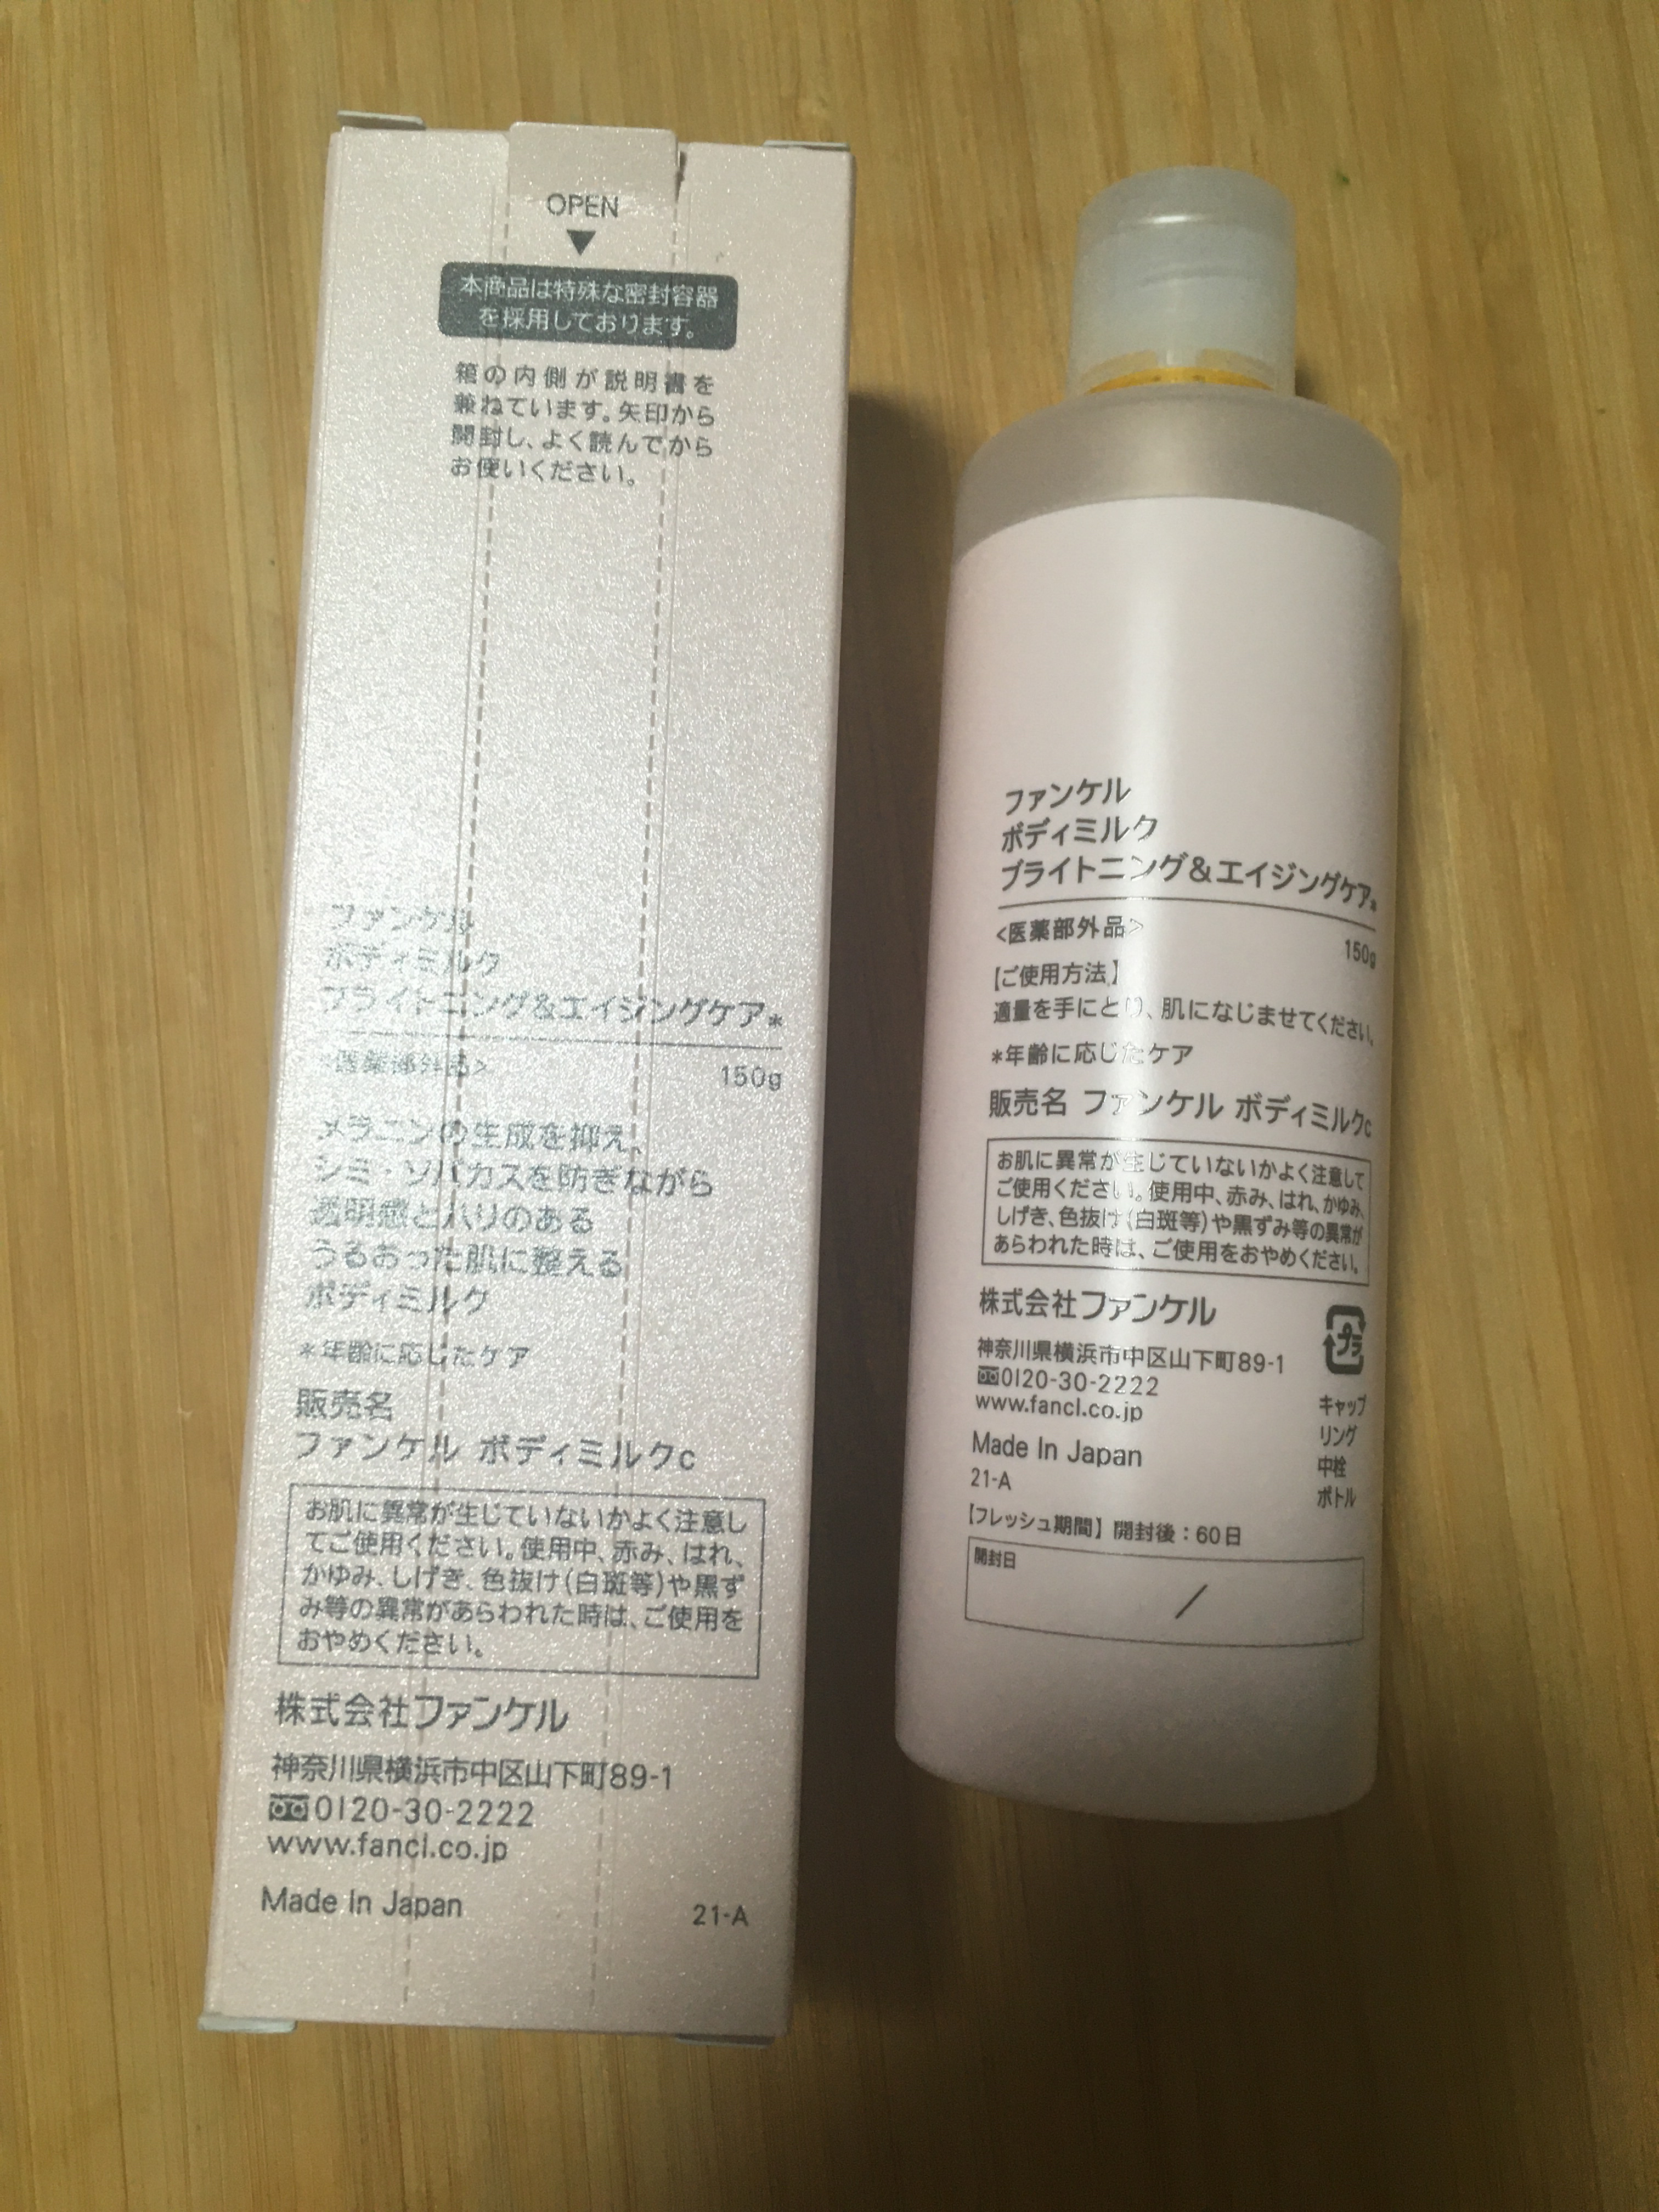 OPEN
本商品は特殊な密封容器
を採用しております。
箱の内側が説明書を
兼ねています。矢印から
開封し、よく読んでから
お使いください。
ファンケル
ボディミルク
ブライトニング&エイジングケア*
<医薬部外品>
150g
メラニンの生成を抑え、
シミ・ソバカスを防ぎながら
透明感とハリのある
うるおった肌に整える
ボディミルク
*年齢に応じたケア
販売名
ファンケル ボディミルクc
お肌に異常が生じていないかよく注意し
てご使用ください。使用中、赤み、はれ、
かゆみ、しげき、色抜け(白斑等)や黒ず
み等の異常があらわれた時は、ご使用を
おやめください。
株式会社ファンケル
神奈川県横浜市中区山下町89-1
0120-30-2222
www.fancl.co.jp
Made In Japan
21-A
ファンケル
ボディミルク
ブライトニング&エイジングケア*
<医薬部外品>
150g
【ご使用方法】
適量を手にとり、肌になじませてください。
*年齢に応じたケア
販売名 ファンケル ボディミルクc
お肌に異常が生じていないかよく注意して
ご使用ください。使用中、赤み、はれ、かゆみ、
しげき、色抜け(白斑等)や黒ずみ等の異常が
あらわれた時は、ご使用をおやめください。
株式会社ファンケル
神奈川県横浜市中区山下町89-1
0120-30-2222
www.fancl.co.jp
プラ
キャップ
リング
中栓
ボトル
Made In Japan
21-A
【フレッシュ期間】開封後:60日
開封日
/